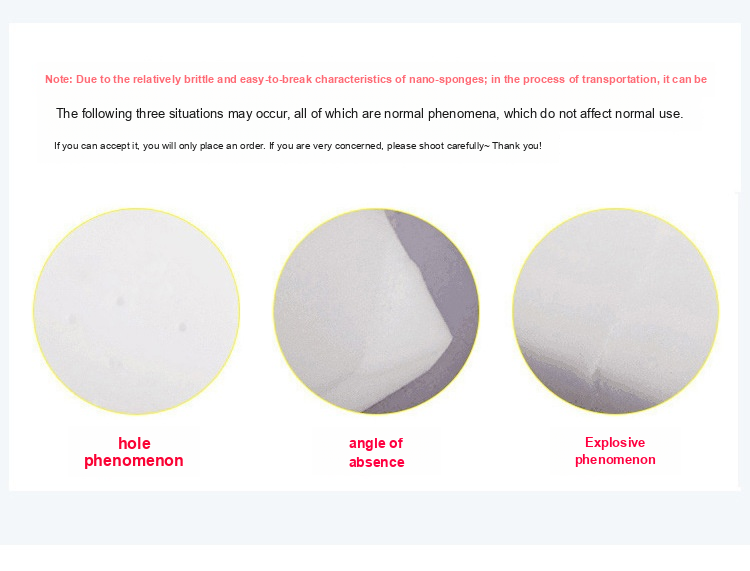 Note: Due to the relatively brittle and easy-to-break characteristics of nano-sponges; in the process of transportation, it can be
The following three situations may occur, all of which are normal phenomena, which do not affect normal use.
If you can accept it, you will only place an order. If you are very concerned, please shoot carefully~ Thank you!
hole
phenomenon
angle of
absence
Explosive
phenomenon